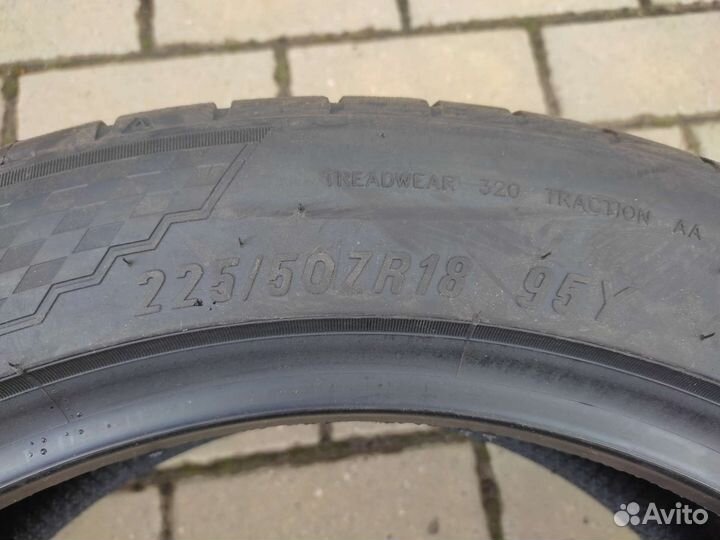 TREADWEAR 320 TRACTION AA
225/50ZR18 95Y
Avito